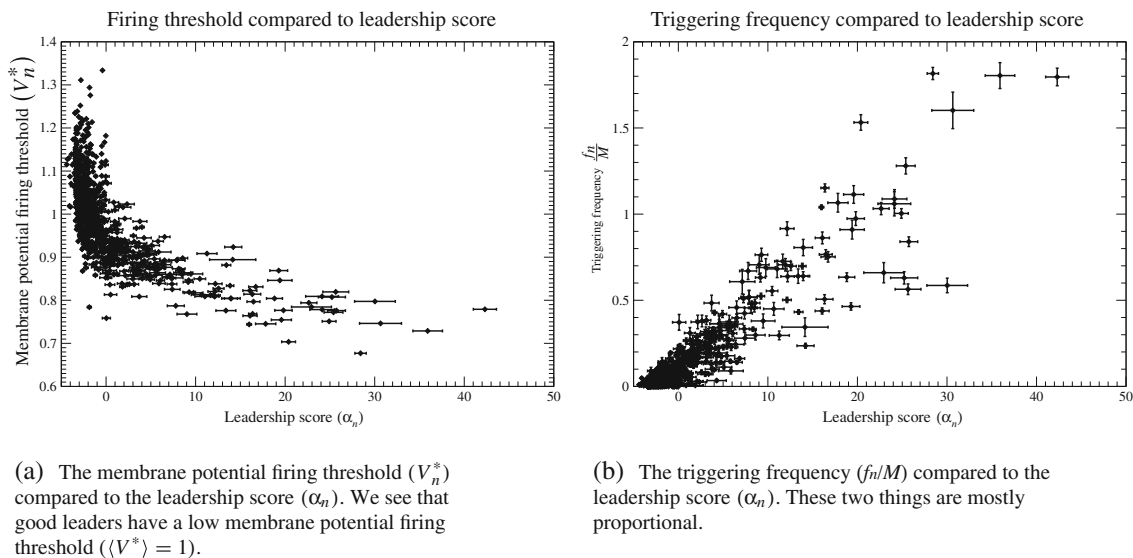 Firing threshold compared to leadership score
1.4
1.3
1.2
1.1
1
0.9
0.8
0.7
0.6
Membrane potential firing threshold (V*n)
0
10
20
30
40
50
Leadership score (αn)
(a) The membrane potential firing threshold (V*n)
compared to the leadership score (αn). We see that
good leaders have a low membrane potential firing
threshold (⟨V*⟩ = 1).
Triggering frequency compared to leadership score
2
1.5
1
0.5
0
Triggering frequency fn/M
0
10
20
30
40
50
Leadership score (αn)
(b) The triggering frequency (fn/M) compared to the
leadership score (αn). These two things are mostly
proportional.